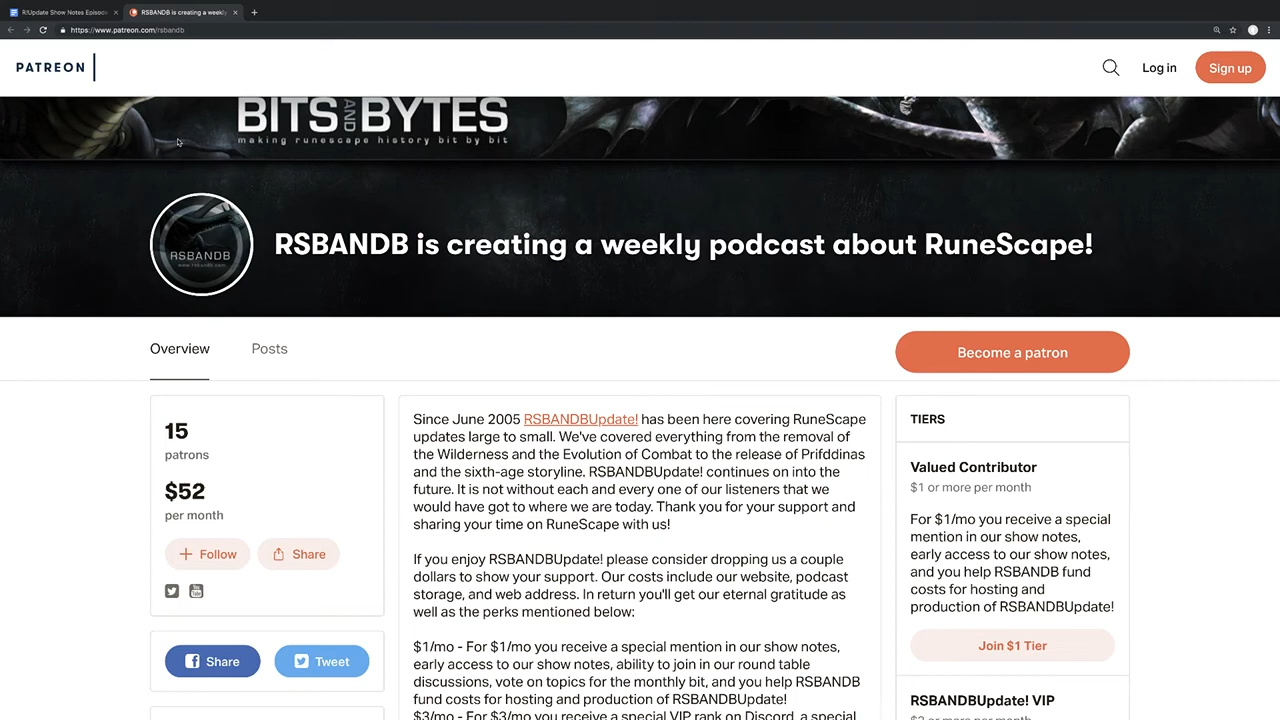 R!Update Show Notes Episode
RSBANDB is creating a weekly
https://www.patreon.com/rsbandb
PATREON
Log in
Sign up
BITS AND BYTES
making runescape history bit by bit
RSBANDB
RSBANDB is creating a weekly podcast about RuneScape!
Overview
Posts
Become a patron
15
patrons
$52
per month
Follow
Share
Share
Tweet
Since June 2005 RSBANDBUpdate! has been here covering RuneScape
updates large to small. We've covered everything from the removal of
the Wilderness and the Evolution of Combat to the release of Prifddinas
and the sixth-age storyline. RSBANDBUpdate! continues on into the
future. It is not without each and every one of our listeners that we
would have got to where we are today. Thank you for your support and
sharing your time on RuneScape with us!
If you enjoy RSBANDBUpdate! please consider dropping us a couple
dollars to show your support. Our costs include our website, podcast
storage, and web address. In return you'll get our eternal gratitude as
well as the perks mentioned below:
$1/mo - For $1/mo you receive a special mention in our show notes,
early access to our show notes, ability to join in our round table
discussions, vote on topics for the monthly bit, and you help RSBANDB
fund costs for hosting and production of RSBANDBUpdate!
$3/mo - For $3/mo you receive a special VIP rank on Discord, a special
TIERS
Valued Contributor
$1 or more per month
For $1/mo you receive a special
mention in our show notes,
early access to our show notes,
and you help RSBANDB fund
costs for hosting and
production of RSBANDBUpdate!
Join $1 Tier
RSBANDBUpdate! VIP